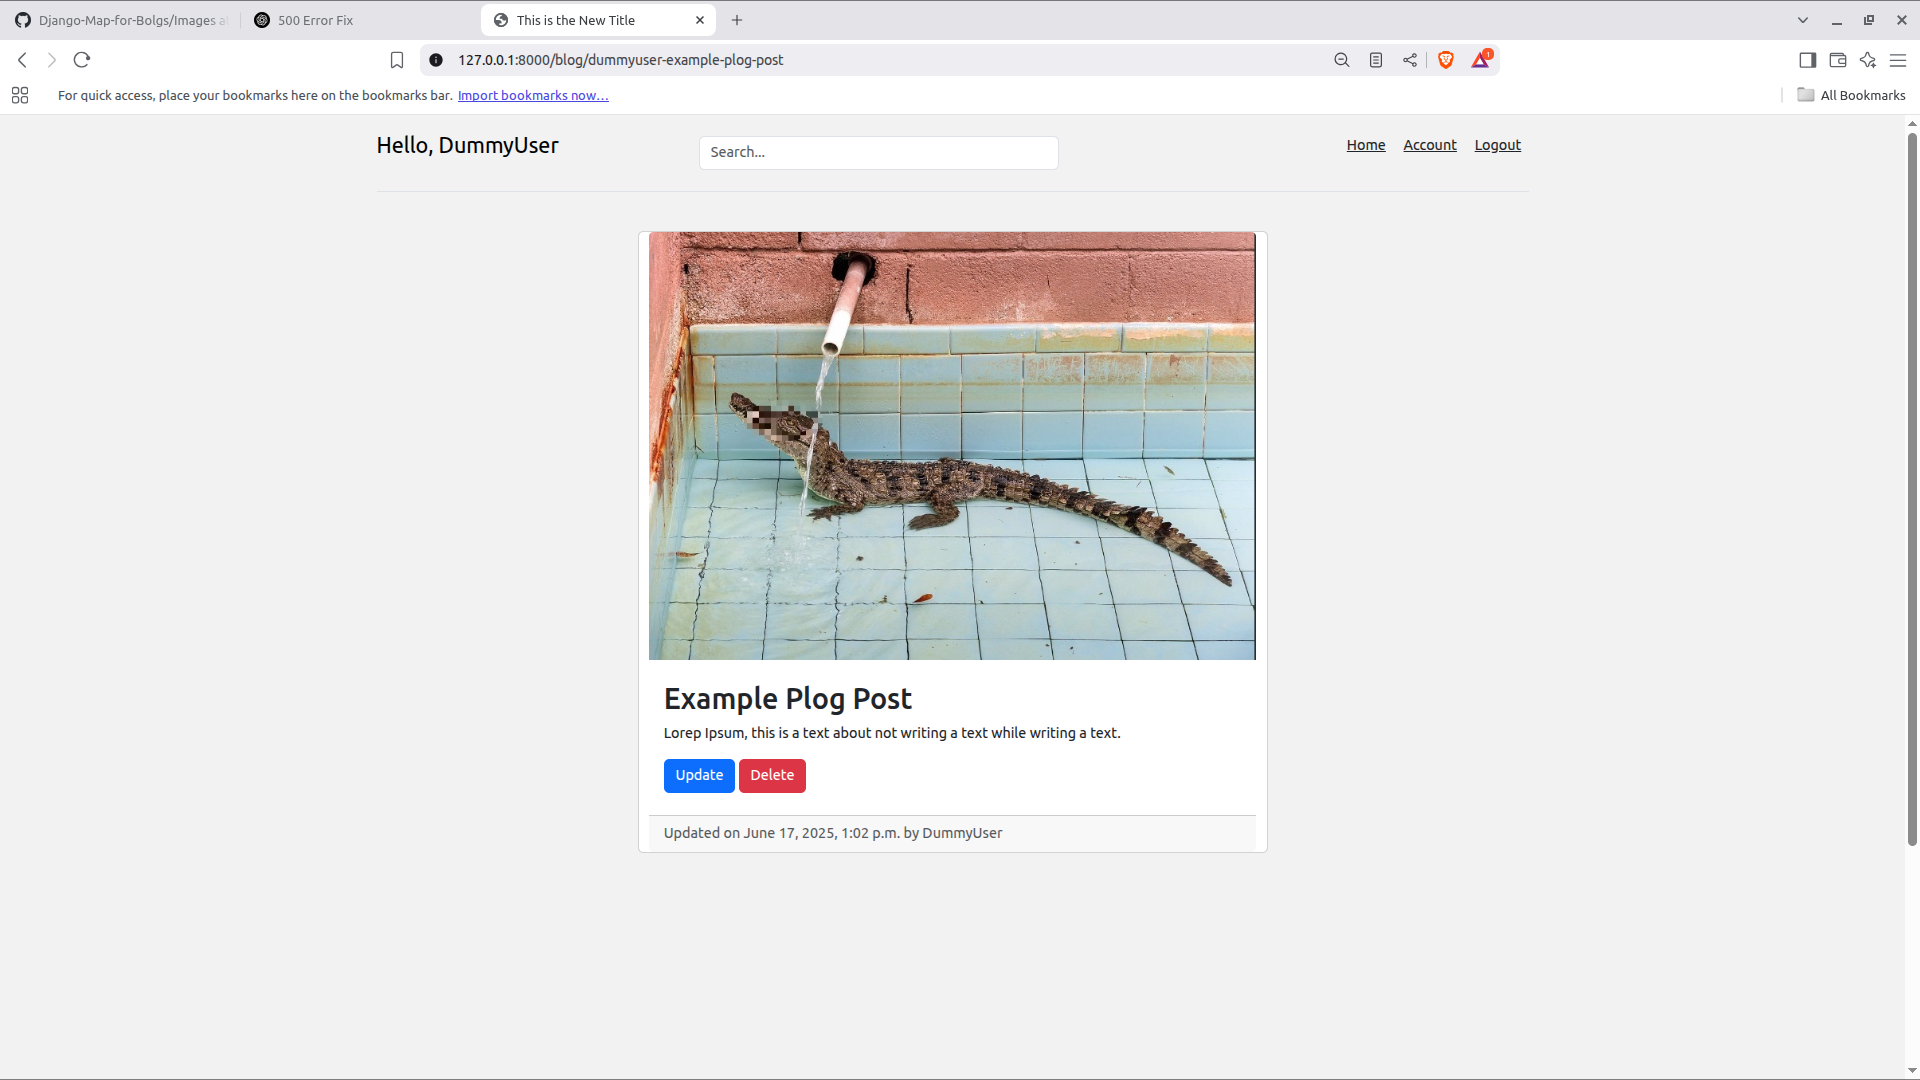 Django-Map-for-Bolgs/Images a
500 Error Fix
This is the New Title
127.0.0.1:8000/blog/dummyuser-example-plog-post
1
For quick access, place your bookmarks here on the bookmarks bar. Import bookmarks now...
All Bookmarks
Hello, DummyUser
Search...
Home Account Logout
Example Plog Post
Lorep Ipsum, this is a text about not writing a text while writing a text.
Update Delete
Updated on June 17, 2025, 1:02 p.m. by DummyUser